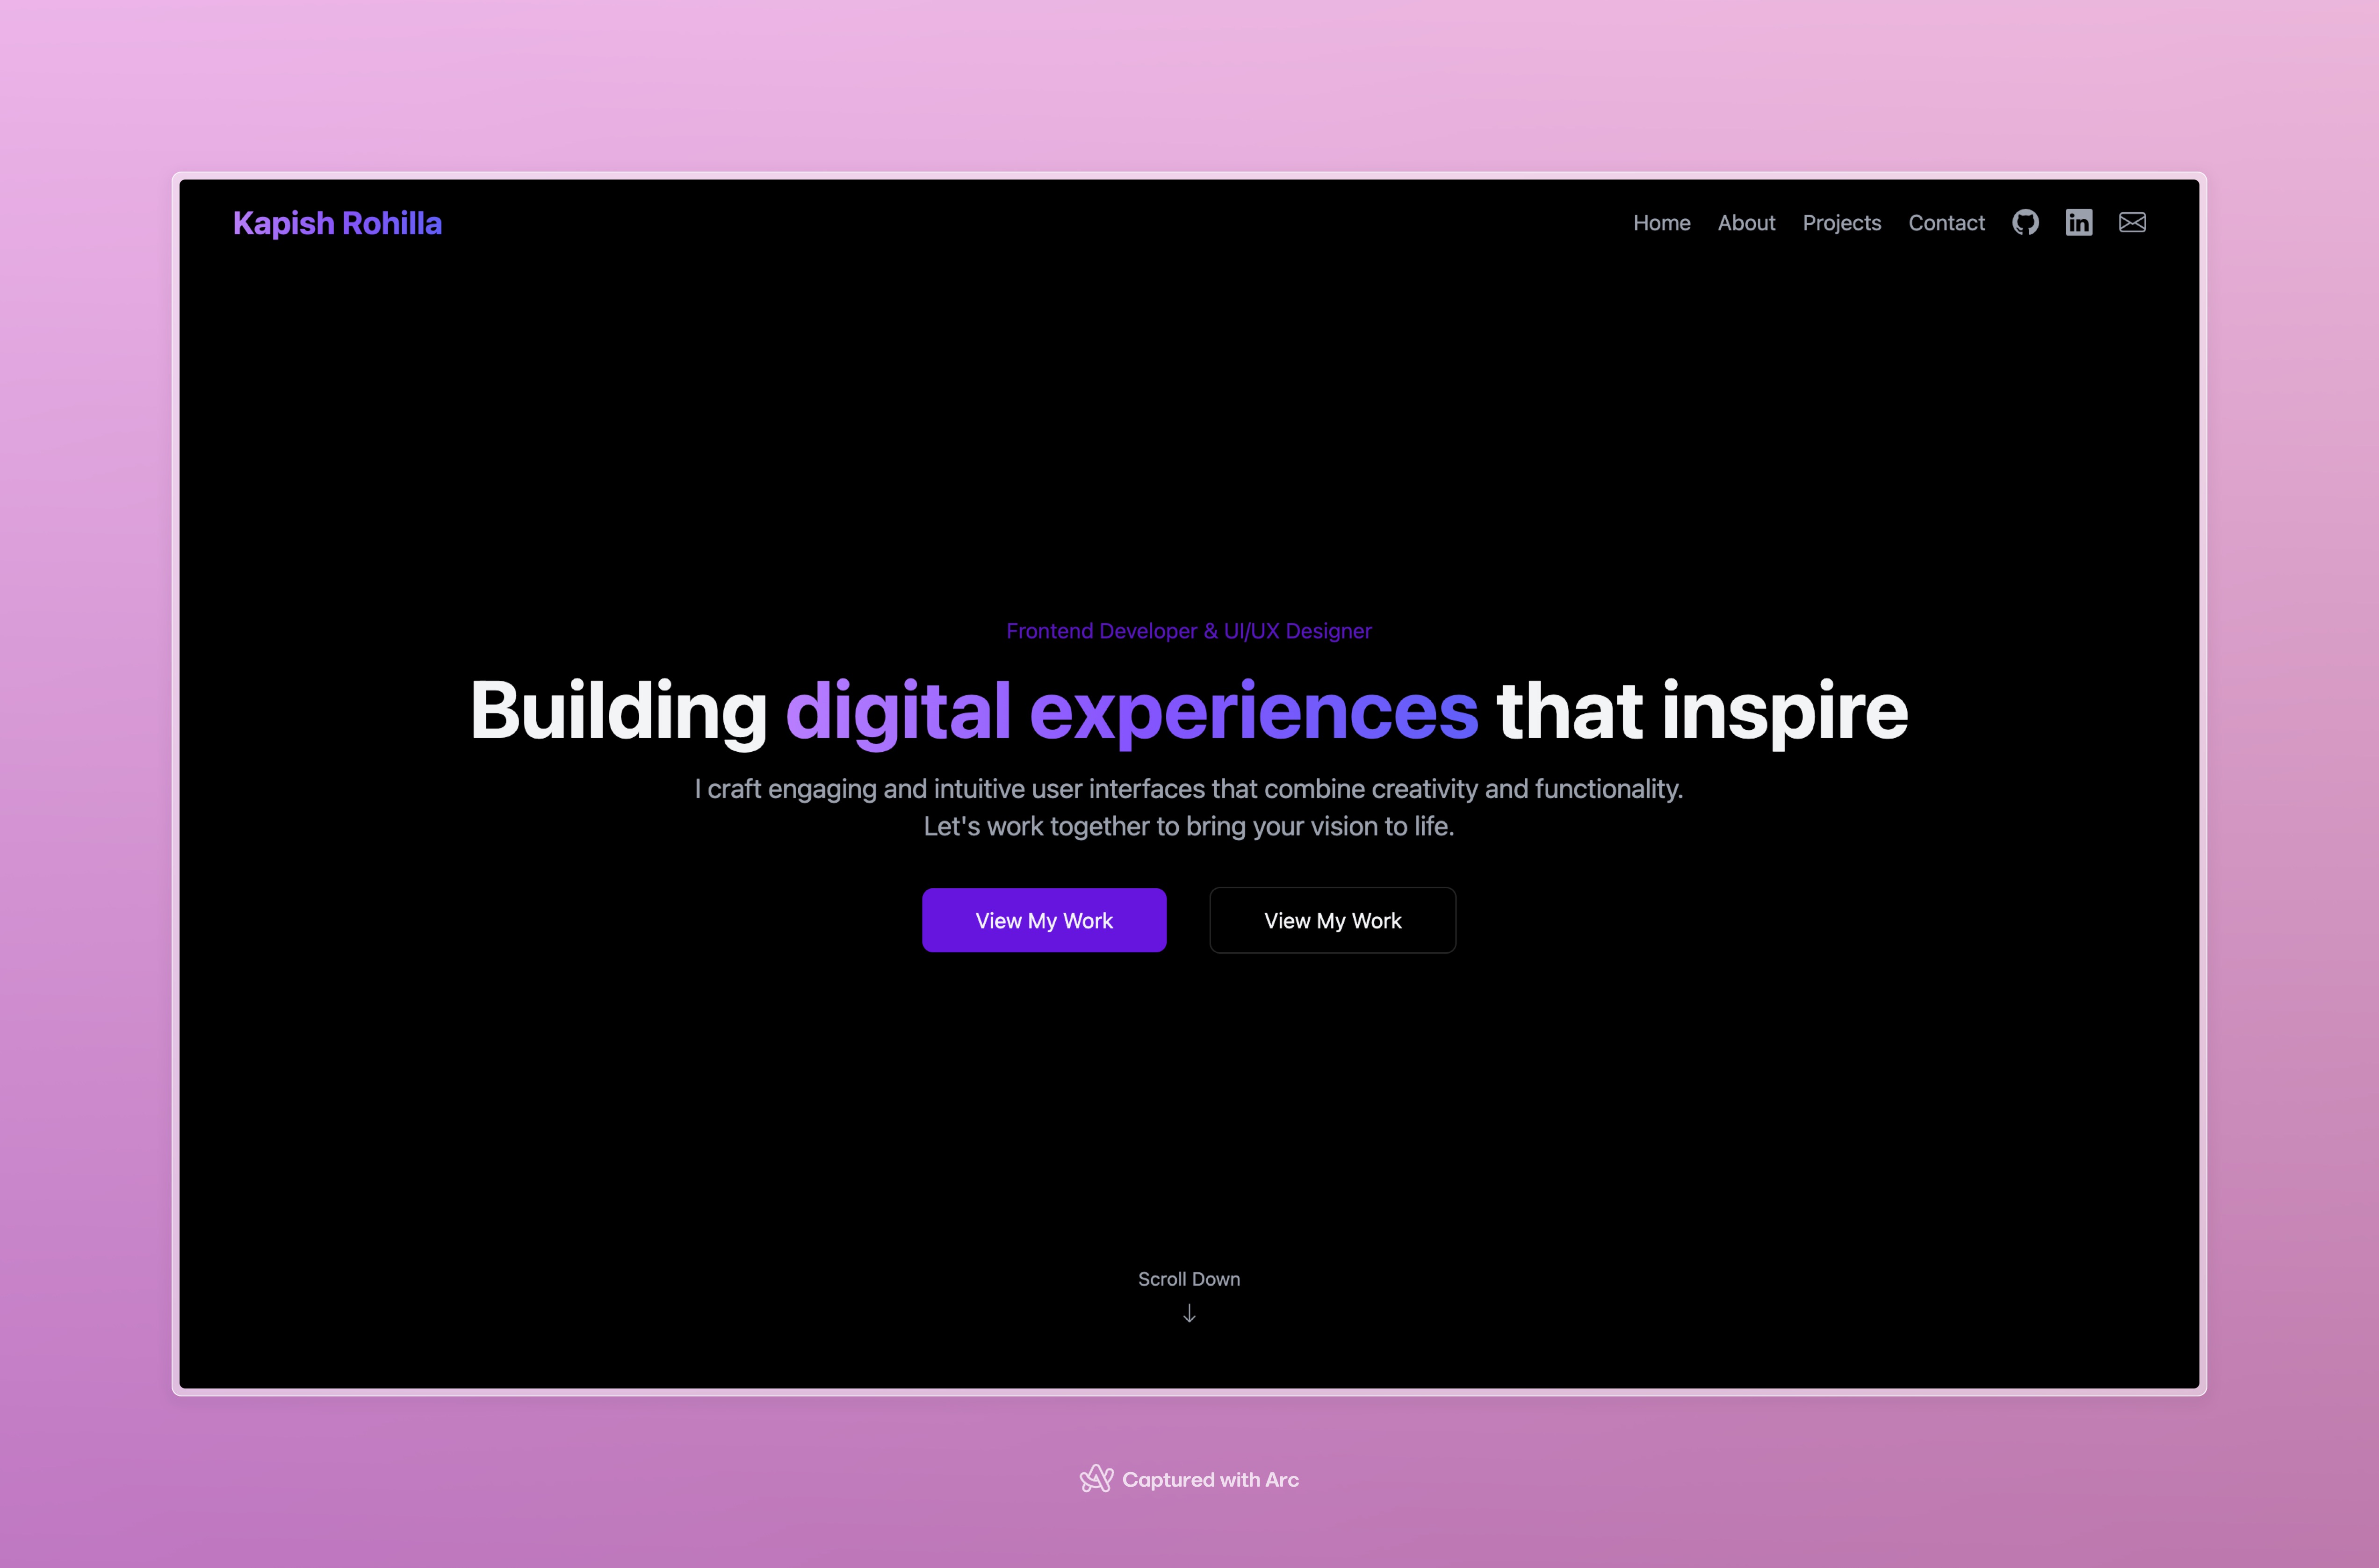 Kapish Rohilla
Home About Projects Contact in
Frontend Developer & UI/UX Designer
Building digital experiences that inspire
I craft engaging and intuitive user interfaces that combine creativity and functionality.
Let's work together to bring your vision to life.
View My Work View My Work
Scroll Down
Captured with Arc